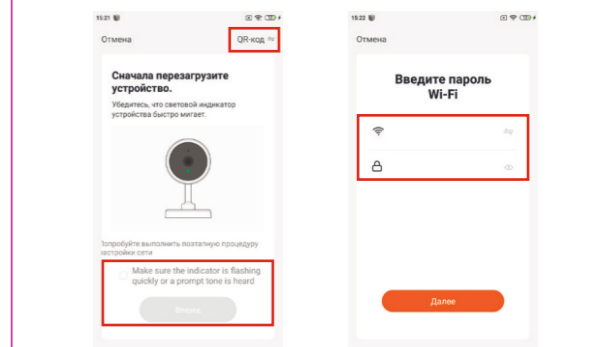 15:21
Отмена
QR-код
Сначала перезагрузите
устройство.
Убедитесь, что световой индикатор
устройства быстро мигает.
Попробуйте выполнить поэтапную процедуру
настройки сети
Make sure the indicator is flashing
quickly or a prompt tone is heard
Вперед
15:22
Отмена
Введите пароль
Wi-Fi
Далее